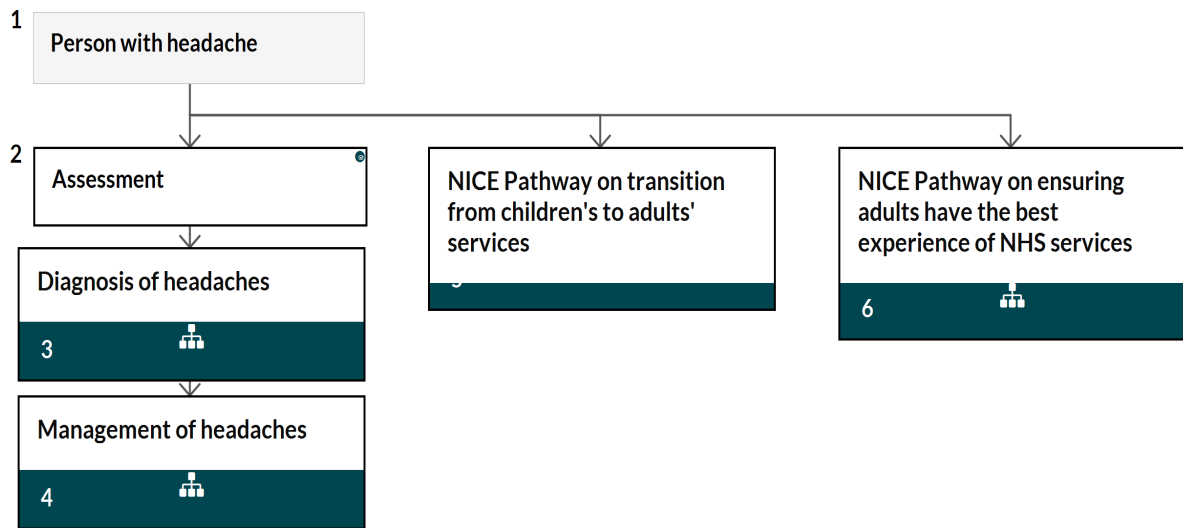 1
Person with headache
2
Assessment
Diagnosis of headaches
3
Management of headaches
4
NICE Pathway on transition
from children's to adults'
services
NICE Pathway on ensuring
adults have the best
experience of NHS services
6